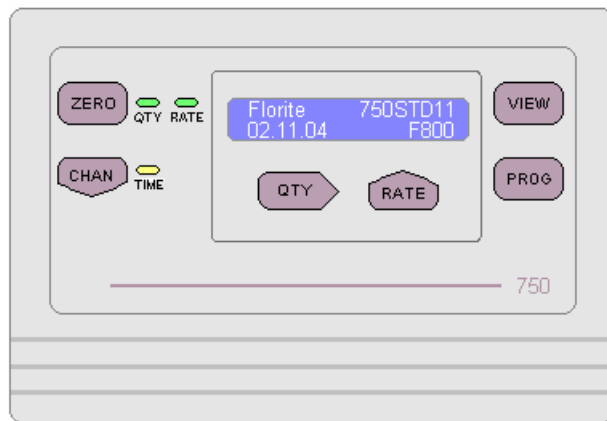 ZERO
QTY RATE
Florite 750STD11
02.11.04 F800
VIEW
CHAN
TIME
QTY
RATE
PROG
750